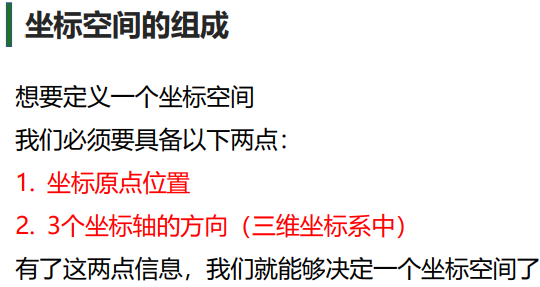 坐标空间的组成
想要定义一个坐标空间
我们必须要具备以下两点：
1. 坐标原点位置
2. 3个坐标轴的方向（三维坐标系中）
有了这两点信息，我们就能够决定一个坐标空间了